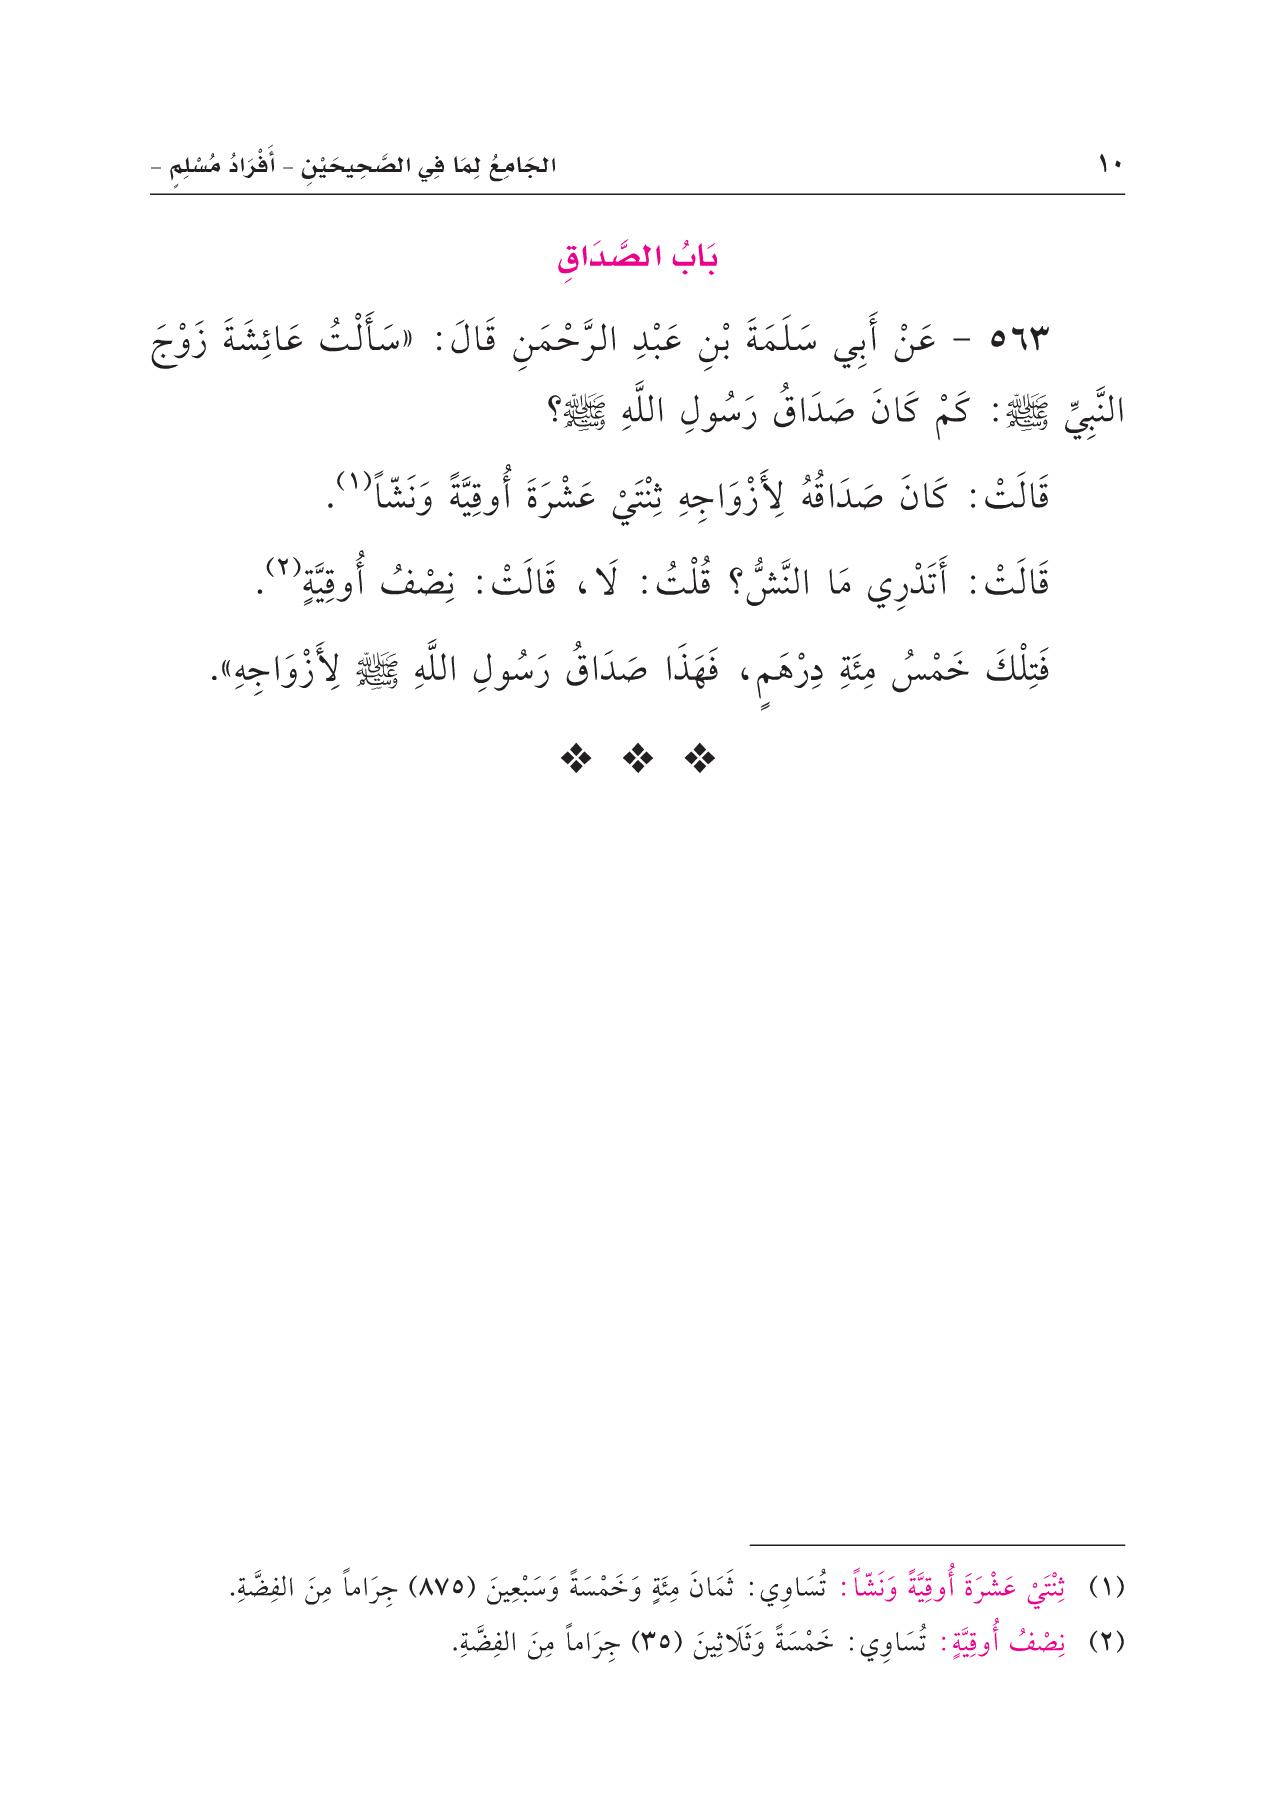 ١٠
الجَامِعُ لِمَا فِي الصَّحِيحَيْنِ – أَفْرَادُ مُسْلِمٍ –
بَابُ الصَّدَاقِ
٥٦٣ – عَنْ أَبِي سَلَمَةَ بْنِ عَبْدِ الرَّحْمَنِ قَالَ: «سَأَلْتُ عَائِشَةَ زَوْجَ
النَّبِيِّ ﷺ: كَمْ كَانَ صَدَاقُ رَسُولِ اللَّهِ ﷺ؟
قَالَتْ: كَانَ صَدَاقُهُ لِأَزْوَاجِهِ ثِنْتَيْ عَشْرَةَ أُوقِيَّةً وَنَشّاً(١).
قَالَتْ: أَتَدْرِي مَا النَّشُّ؟ قُلْتُ: لَا، قَالَتْ: نِصْفُ أُوقِيَّةٍ(٢).
فَتِلْكَ خَمْسُ مِئَةِ دِرْهَمٍ، فَهَذَا صَدَاقُ رَسُولِ اللَّهِ ﷺ لِأَزْوَاجِهِ».
❖ ❖ ❖
(١) ثِنْتَيْ عَشْرَةَ أُوقِيَّةً وَنَشّاً: تُسَاوِي: ثَمَانَ مِئَةٍ وَخَمْسَةً وَسَبْعِينَ (٨٧٥) جِرَاماً مِنَ الفِضَّةِ.
(٢) نِصْفُ أُوقِيَّةٍ: تُسَاوِي: خَمْسَةً وَثَلَاثِينَ (٣٥) جِرَاماً مِنَ الفِضَّةِ.